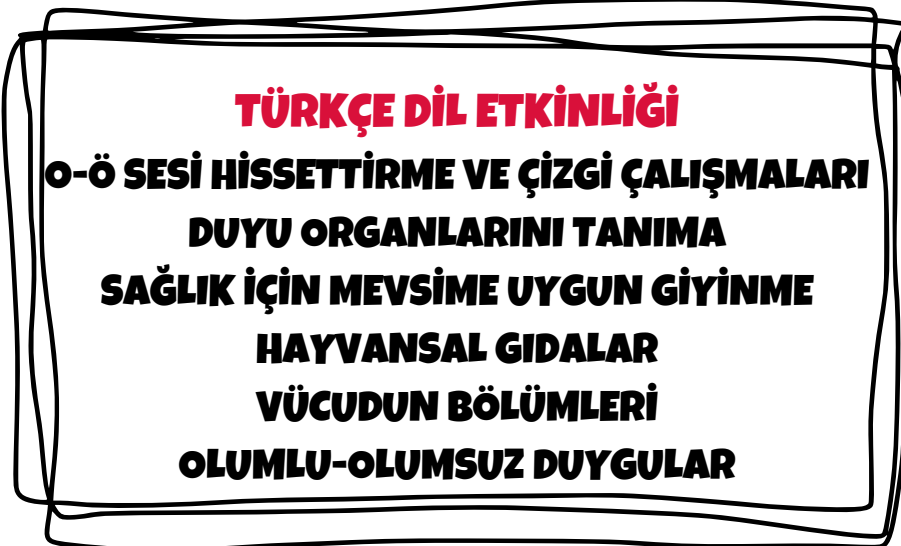 TÜRKÇE DİL ETKİNLİĞİ
O-Ö SESİ HİSSETTİRME VE ÇİZGİ ÇALIŞMALARI
DUYU ORGANLARINI TANIMA
SAĞLIK İÇİN MEVSİME UYGUN GİYİNME
HAYVANSAL GIDALAR
VÜCUDUN BÖLÜMLERİ
OLUMLU-OLUMSUZ DUYGULAR